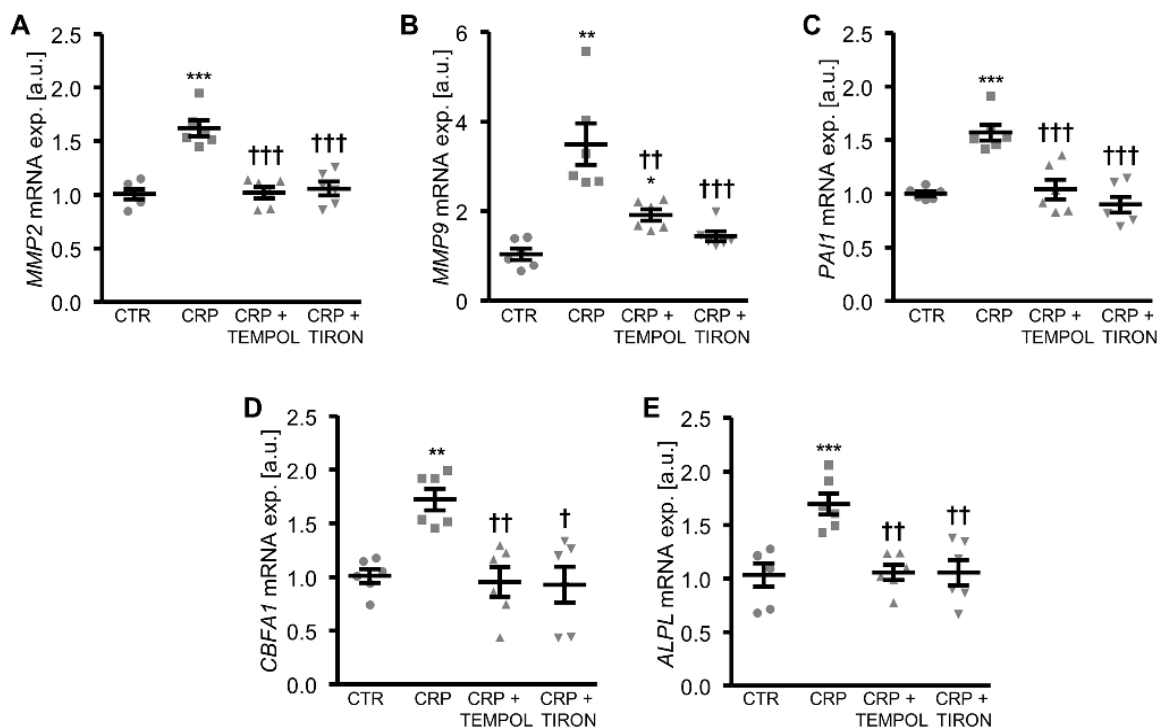 A
MMP2 mRNA exp. [a.u.]
2.5
2.0
1.5
1.0
0.5
0.0
***
†††
†††
CTR
CRP
CRP +
TEMPOL
CRP +
TIRON
B
MMP9 mRNA exp. [a.u.]
6
4
2
0
**
††
*
†††
CTR
CRP
CRP +
TEMPOL
CRP +
TIRON
C
PAI1 mRNA exp. [a.u.]
2.5
2.0
1.5
1.0
0.5
0.0
***
†††
†††
CTR
CRP
CRP +
TEMPOL
CRP +
TIRON
D
CBFA1 mRNA exp. [a.u.]
2.5
2.0
1.5
1.0
0.5
0.0
**
††
†
CTR
CRP
CRP +
TEMPOL
CRP +
TIRON
E
ALPL mRNA exp. [a.u.]
2.5
2.0
1.5
1.0
0.5
0.0
***
††
††
CTR
CRP
CRP +
TEMPOL
CRP +
TIRON